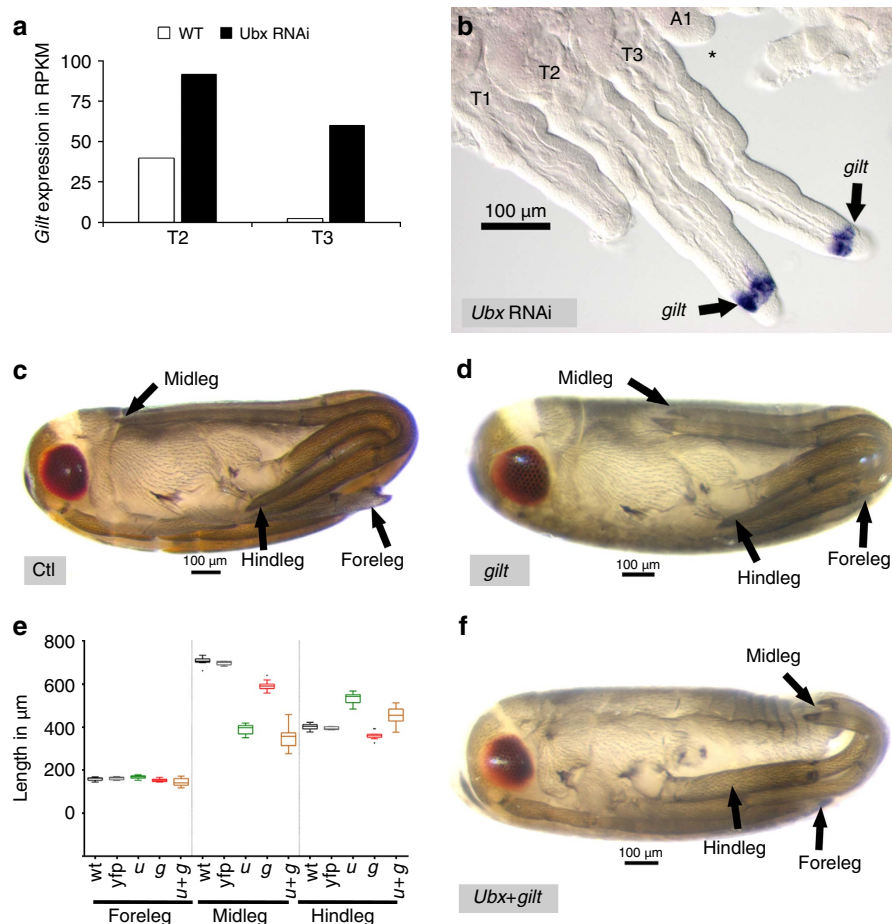 a
WT Ubx RNAi
Gilt expression in RPKM
100
75
50
25
0
T2 T3
b
A1
*
T3
T2
T1
gilt
100 μm
gilt
Ubx RNAi
c
Midleg
Ctl
100 μm
Hindleg
Foreleg
d
Midleg
gilt
100 μm
Hindleg
Foreleg
e
Length in μm
800
600
400
200
0
wt yfp u g u+g wt yfp u g u+g wt yfp u g u+g
Foreleg Midleg Hindleg
f
Midleg
Hindleg
Foreleg
100 μm
Ubx+gilt